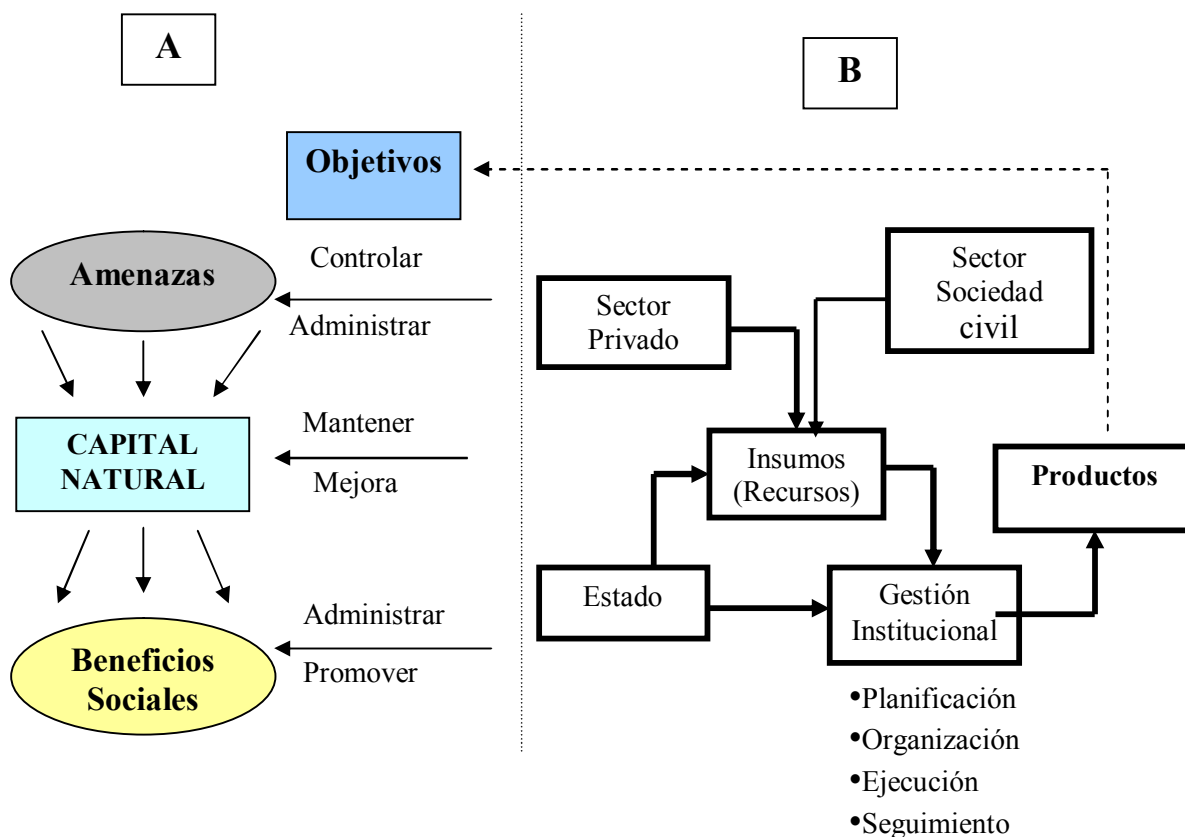 A
Objetivos
Amenazas
Controlar
Administrar
CAPITAL
NATURAL
Mantener
Mejora
Beneficios
Sociales
Administrar
Promover
B
Sector
Privado
Sector
Sociedad
civil
Insumos
(Recursos)
Productos
Estado
Gestión
Institucional
•Planificación
•Organización
•Ejecución
•Seguimiento